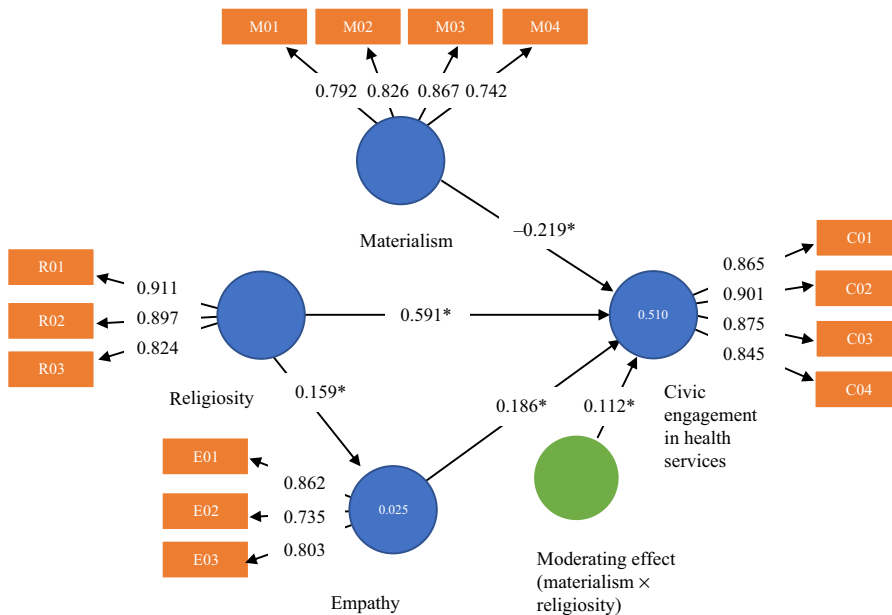 M01 M02 M03 M04
0.792 0.826 0.867 0.742
Materialism
–0.219*
R01
R02
R03
0.911
0.897
0.824
Religiosity
0.591*
0.159*
0.186*
0.112*
0.510
C01
C02
C03
C04
0.865
0.901
0.875
0.845
Civic
engagement
in health
services
E01
E02
E03
0.862
0.735
0.803
0.025
Empathy
Moderating effect
(materialism ×
religiosity)